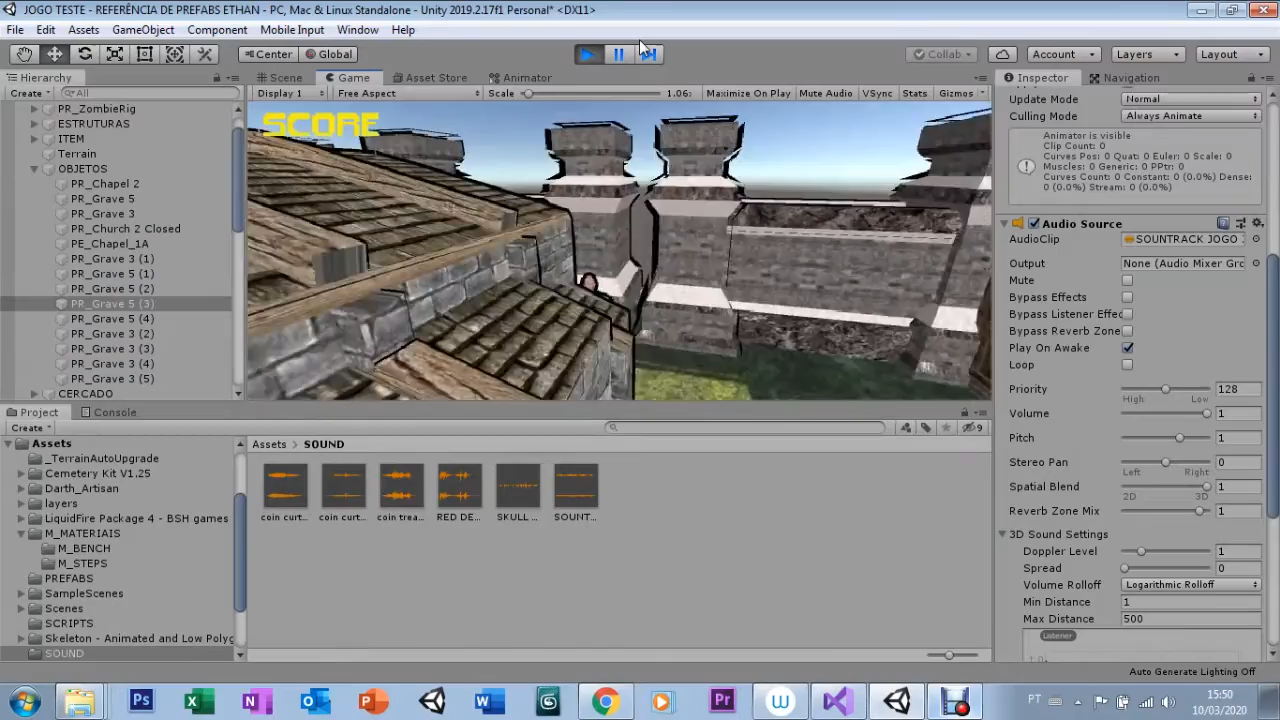 JOGO TESTE - REFERÊNCIA DE PREFABS ETHAN - PC, Mac & Linux Standalone - Unity 2019.2.17f1 Personal* <DX11>
File Edit Assets GameObject Component Mobile Input Window Help
Center Global Collab Account Layers Layout
Hierarchy Scene Game Asset Store Animator Inspector Navigation
Create All Display 1 Free Aspect Scale 1.06x Maximize On Play Mute Audio VSync Stats Gizmos
PR_ZombieRig
ESTRUTURAS
ITEM
Terrain
OBJETOS
PR_Chapel 2
PR_Grave 5
PR_Grave 3
PR_Church 2 Closed
PE_Chapel_1A
PR_Grave 3 (1)
PR_Grave 5 (1)
PR_Grave 5 (2)
PR_Grave 5 (3)
PR_Grave 5 (4)
PR_Grave 3 (2)
PR_Grave 3 (3)
PR_Grave 3 (4)
PR_Grave 3 (5)
CERCADO
SCORE
Update Mode Normal
Culling Mode Always Animate
Animator is visible
Clip Count: 0
Curves Pos: 0 Quat: 0 Euler: 0 Scale: 0
Muscles: 0 Generic: 0 PPtr: 0
Curves Count: 0 Constant: 0 (0.0%) Dense:
0 (0.0%) Stream: 0 (0.0%)
Audio Source
AudioClip SOUNTRACK JOGO
Output None (Audio Mixer Gro
Mute
Bypass Effects
Bypass Listener Effec
Bypass Reverb Zone
Play On Awake
Loop
Priority 128
High Low
Volume 1
Pitch 1
Stereo Pan 0
Left Right
Spatial Blend 1
2D 3D
Reverb Zone Mix 1
3D Sound Settings
Doppler Level 1
Spread 0
Volume Rolloff Logarithmic Rolloff
Min Distance 1
Max Distance 500
Listener
Auto Generate Lighting Off
Project Console
Create 9
Assets
_TerrainAutoUpgrade
Cemetery Kit V1.25
Darth_Artisan
layers
LiquidFire Package 4 - BSH games
M_MATERIAIS
M_BENCH
M_STEPS
PREFABS
SampleScenes
Scenes
SCRIPTS
Skeleton - Animated and Low Polyg
SOUND
Assets SOUND
coin curt... coin curt... coin trea... RED DE... SKULL ... SOUNT...
Ps W Pr W PT 15:50
10/03/2020